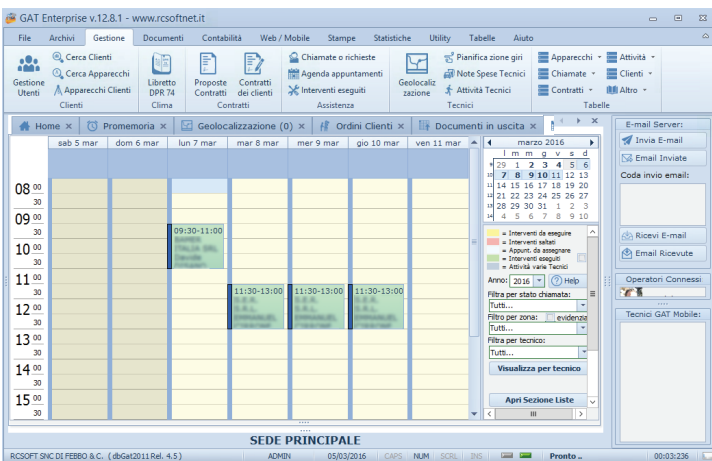 GAT Enterprise v.12.8.1 - www.rcsoftnet.it
File Archivi Gestione Documenti Contabilità Web / Mobile Stampe Statistiche Utility Tabelle Aiuto
Gestione Utenti
Cerca Clienti
Cerca Apparecchi
Apparecchi Clienti
Clienti
Libretto DPR 74
Clima
Proposte Contratti
Contratti dei clienti
Contratti
Chiamate o richieste
Agenda appuntamenti
Interventi eseguiti
Assistenza
Geolocaliz zazione
Pianifica zione giri
Note Spese Tecnici
Attività Tecnici
Tecnici
Apparecchi
Chiamate
Contratti
Attività
Clienti
Altro
Tabelle
Home × Promemoria × Geolocalizzazione (0) × Ordini Clienti × Documenti in uscita ×
sab 5 mar dom 6 mar lun 7 mar mar 8 mar mer 9 mar gio 10 mar ven 11 mar
08 00
30
09 00
30
10 00
30
11 00
30
12 00
30
13 00
30
14 00
30
15 00
30
09:30-11:00
11:30-13:00 11:30-13:00 11:30-13:00
marzo 2016
l m m g v s d
9 29 1 2 3 4 5 6
10 7 8 9 10 11 12 13
11 14 15 16 17 18 19 20
12 21 22 23 24 25 26 27
13 28 29 30 31 1 2 3
14 4 5 6 7 8 9 10
= Interventi da eseguire
= Interventi saltati
= Appunt. da assegnare
= Interventi eseguiti
= Attività varie Tecnici
Anno: 2016 Help
Filtra per stato chiamata:
Tutti...
Filtra per zona: evidenzia
Tutti...
Filtra per tecnico:
Tutti...
Visualizza per tecnico
Apri Sezione Liste
E-mail Server:
Invia E-mail
Email Inviate
Coda invio email:
Ricevi E-mail
Email Ricevute
Operatori Connessi
Tecnici GAT Mobile:
SEDE PRINCIPALE
RCSOFT SNC DI FEBBO & C. ( dbGat2011 Rel. 4.5 ) ADMIN 05/03/2016 CAPS NUM SCRL INS Pronto .. 00:03:236